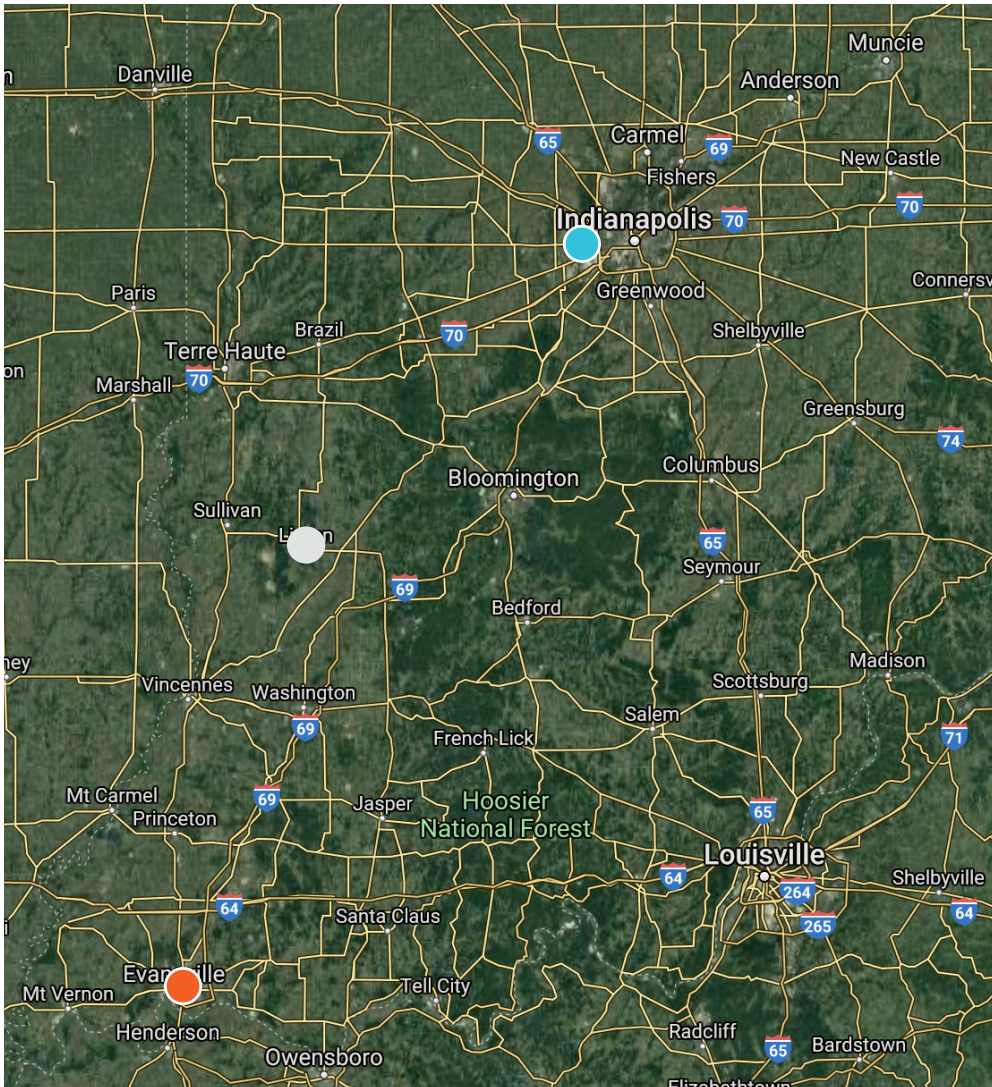 Muncie
Danville
Anderson
65
Carmel
69
New Castle
Fishers
70
Indianapolis
70
Connersv
Paris
Greenwood
Brazil
70
Shelbyville
Terre Haute
on
70
Marshall
Greensburg
74
Columbus
Bloomington
Sullivan
65
Seymour
69
Bedford
ney
Madison
Vincennes
Washington
Scottsburg
69
Salem
French Lick
71
69
Mt Carmel
Jasper
Hoosier
National Forest
Princeton
65
Louisville
64
Shelbyville
264
64
Santa Claus
64
265
Mt Vernon
Tell City
Henderson
Radcliff
65
Bardstown
Owensboro
Elizabethtown